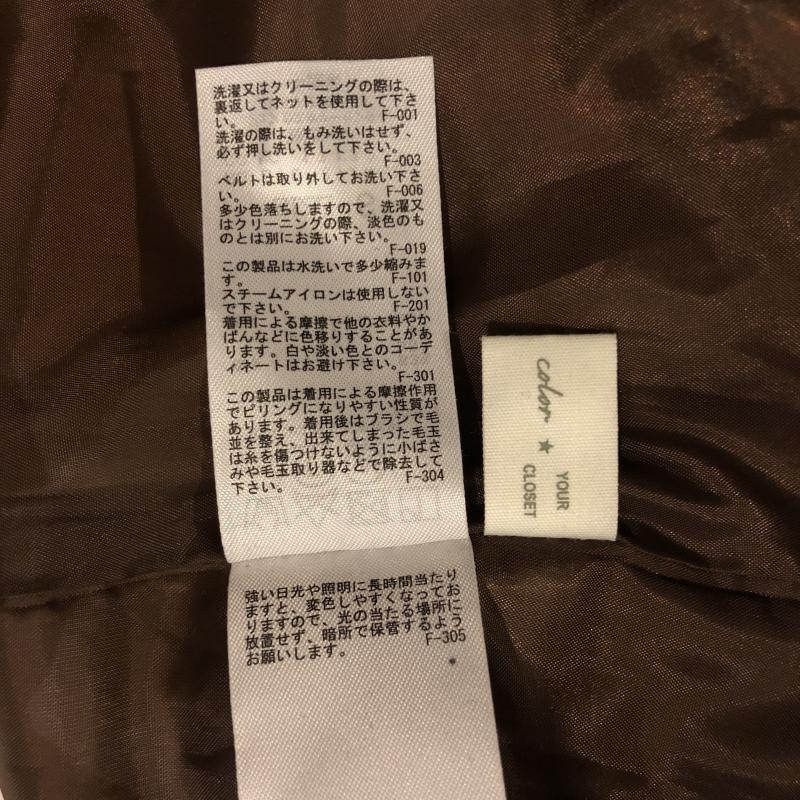 洗濯又はクリーニングの際は、
裏返してネットを使用して下さ
い。 F-001
洗濯の際は、もみ洗いはせず、
必ず押し洗いをして下さい。
F-003
ベルトは取り外してお洗い下さ
い。 F-006
多少色落ちしますので、洗濯又
はクリーニングの際、淡色のも
のとは別にお洗い下さい。
F-019
この製品は水洗いで多少縮みま
す。 F-101
スチームアイロンは使用しない
で下さい。 F-201
着用による摩擦で他の衣料やか
ばんなどに色移りすることがあ
ります。白や淡い色とのコーデ
ィネートはお避け下さい。
F-301
この製品は着用による摩擦作用
でピリングになりやすい性質が
あります。着用後はブラシで毛
並を整え、出来てしまった毛玉
は糸を傷つけないように小ばさ
みや毛玉取り器などで除去して
下さい。 F-304
強い日光や照明に長時間当たり
ますと、変色しやすくなってお
りますので、光の当たる場所に
放置せず、暗所で保管するよう
お願いします。 F-305
color ★ YOUR
CLOSET